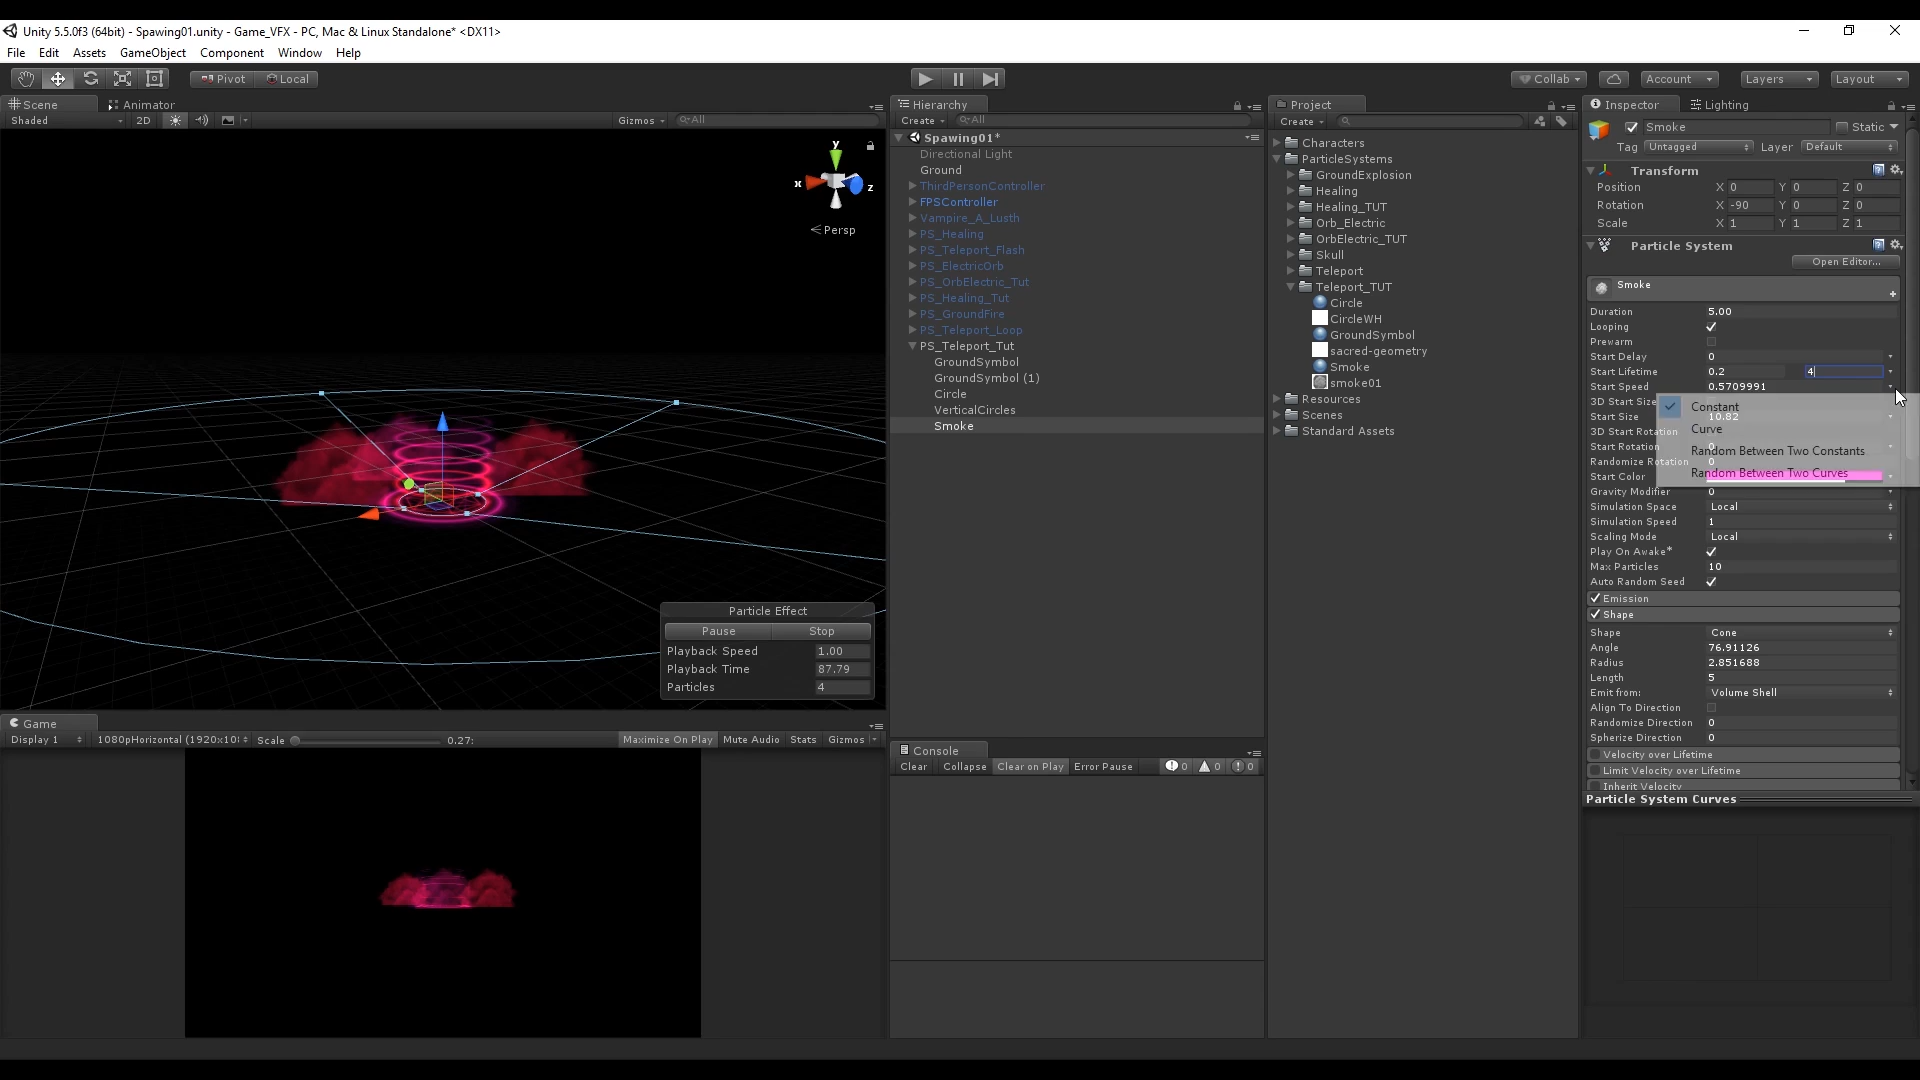 Unity 5.5.0f3 (64bit) - Spawing01.unity - Game_VFX - PC, Mac & Linux Standalone* <DX11>
File Edit Assets GameObject Component Window Help
Pivot Local
Collab Account Layers Layout
Scene Animator
Shaded 2D Gizmos All
y
x
z
Persp
Particle Effect
Pause Stop
Playback Speed 1.00
Playback Time 87.79
Particles 4
Game
Display 1 1080pHorizontal (1920x10 Scale 0.27: Maximize On Play Mute Audio Stats Gizmos
Hierarchy
Create All
Spawing01*
Directional Light
Ground
ThirdPersonController
FPSController
Vampire_A_Lusth
PS_Healing
PS_Teleport_Flash
PS_ElectricOrb
PS_OrbElectric_Tut
PS_Healing_Tut
PS_GroundFire
PS_Teleport_Loop
PS_Teleport_Tut
GroundSymbol
GroundSymbol (1)
Circle
VerticalCircles
Smoke
Console
Clear Collapse Clear on Play Error Pause 0 0 0
Project
Create
Characters
ParticleSystems
GroundExplosion
Healing
Healing_TUT
Orb_Electric
OrbElectric_TUT
Skull
Teleport
Teleport_TUT
Circle
CircleWH
GroundSymbol
sacred-geometry
Smoke
smoke01
Resources
Scenes
Standard Assets
Inspector Lighting
Smoke Static
Tag Untagged Layer Default
Transform
Position X 0 Y 0 Z 0
Rotation X -90 Y 0 Z 0
Scale X 1 Y 1 Z 1
Particle System
Open Editor...
Smoke
Duration 5.00
Looping
Prewarm
Start Delay 0
Start Lifetime 0.2 4
Start Speed 0.5709991
3D Start Size
Constant
Start Size 10.82
Curve
3D Start Rotation
Start Rotation 0
Random Between Two Constants
Randomize Rotation 0
Start Color
Random Between Two Curves
Gravity Modifier 0
Simulation Space Local
Simulation Speed 1
Scaling Mode Local
Play On Awake*
Max Particles 10
Auto Random Seed
Emission
Shape
Shape Cone
Angle 76.91126
Radius 2.851688
Length 5
Emit from: Volume Shell
Align To Direction
Randomize Direction 0
Spherize Direction 0
Velocity over Lifetime
Limit Velocity over Lifetime
Inherit Velocity
Particle System Curves